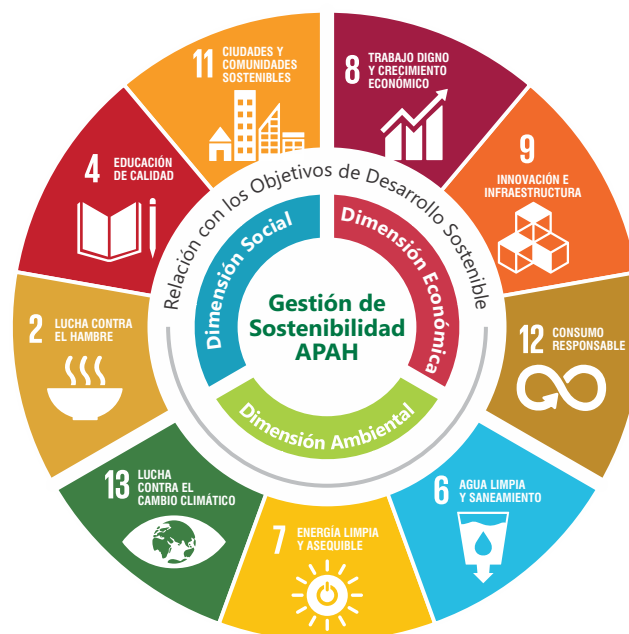 11 CIUDADES Y
COMUNIDADES
SOSTENIBLES
8 TRABAJO DIGNO
Y CRECIMIENTO
ECONÓMICO
9
INNOVACIÓN E
INFRAESTRUCTURA
12 CONSUMO
RESPONSABLE
6 AGUA LIMPIA
Y SANEAMIENTO
7 ENERGÍA LIMPIA
Y ASEQUIBLE
13 LUCHA
CONTRA EL
CAMBIO CLIMÁTICO
2 LUCHA CONTRA
EL HAMBRE
4 EDUCACIÓN
DE CALIDAD
Relación con los Objetivos de Desarrollo Sostenible
Dimensión Social
Dimensión Económica
Dimensión Ambiental
Gestión de
Sostenibilidad
APAH